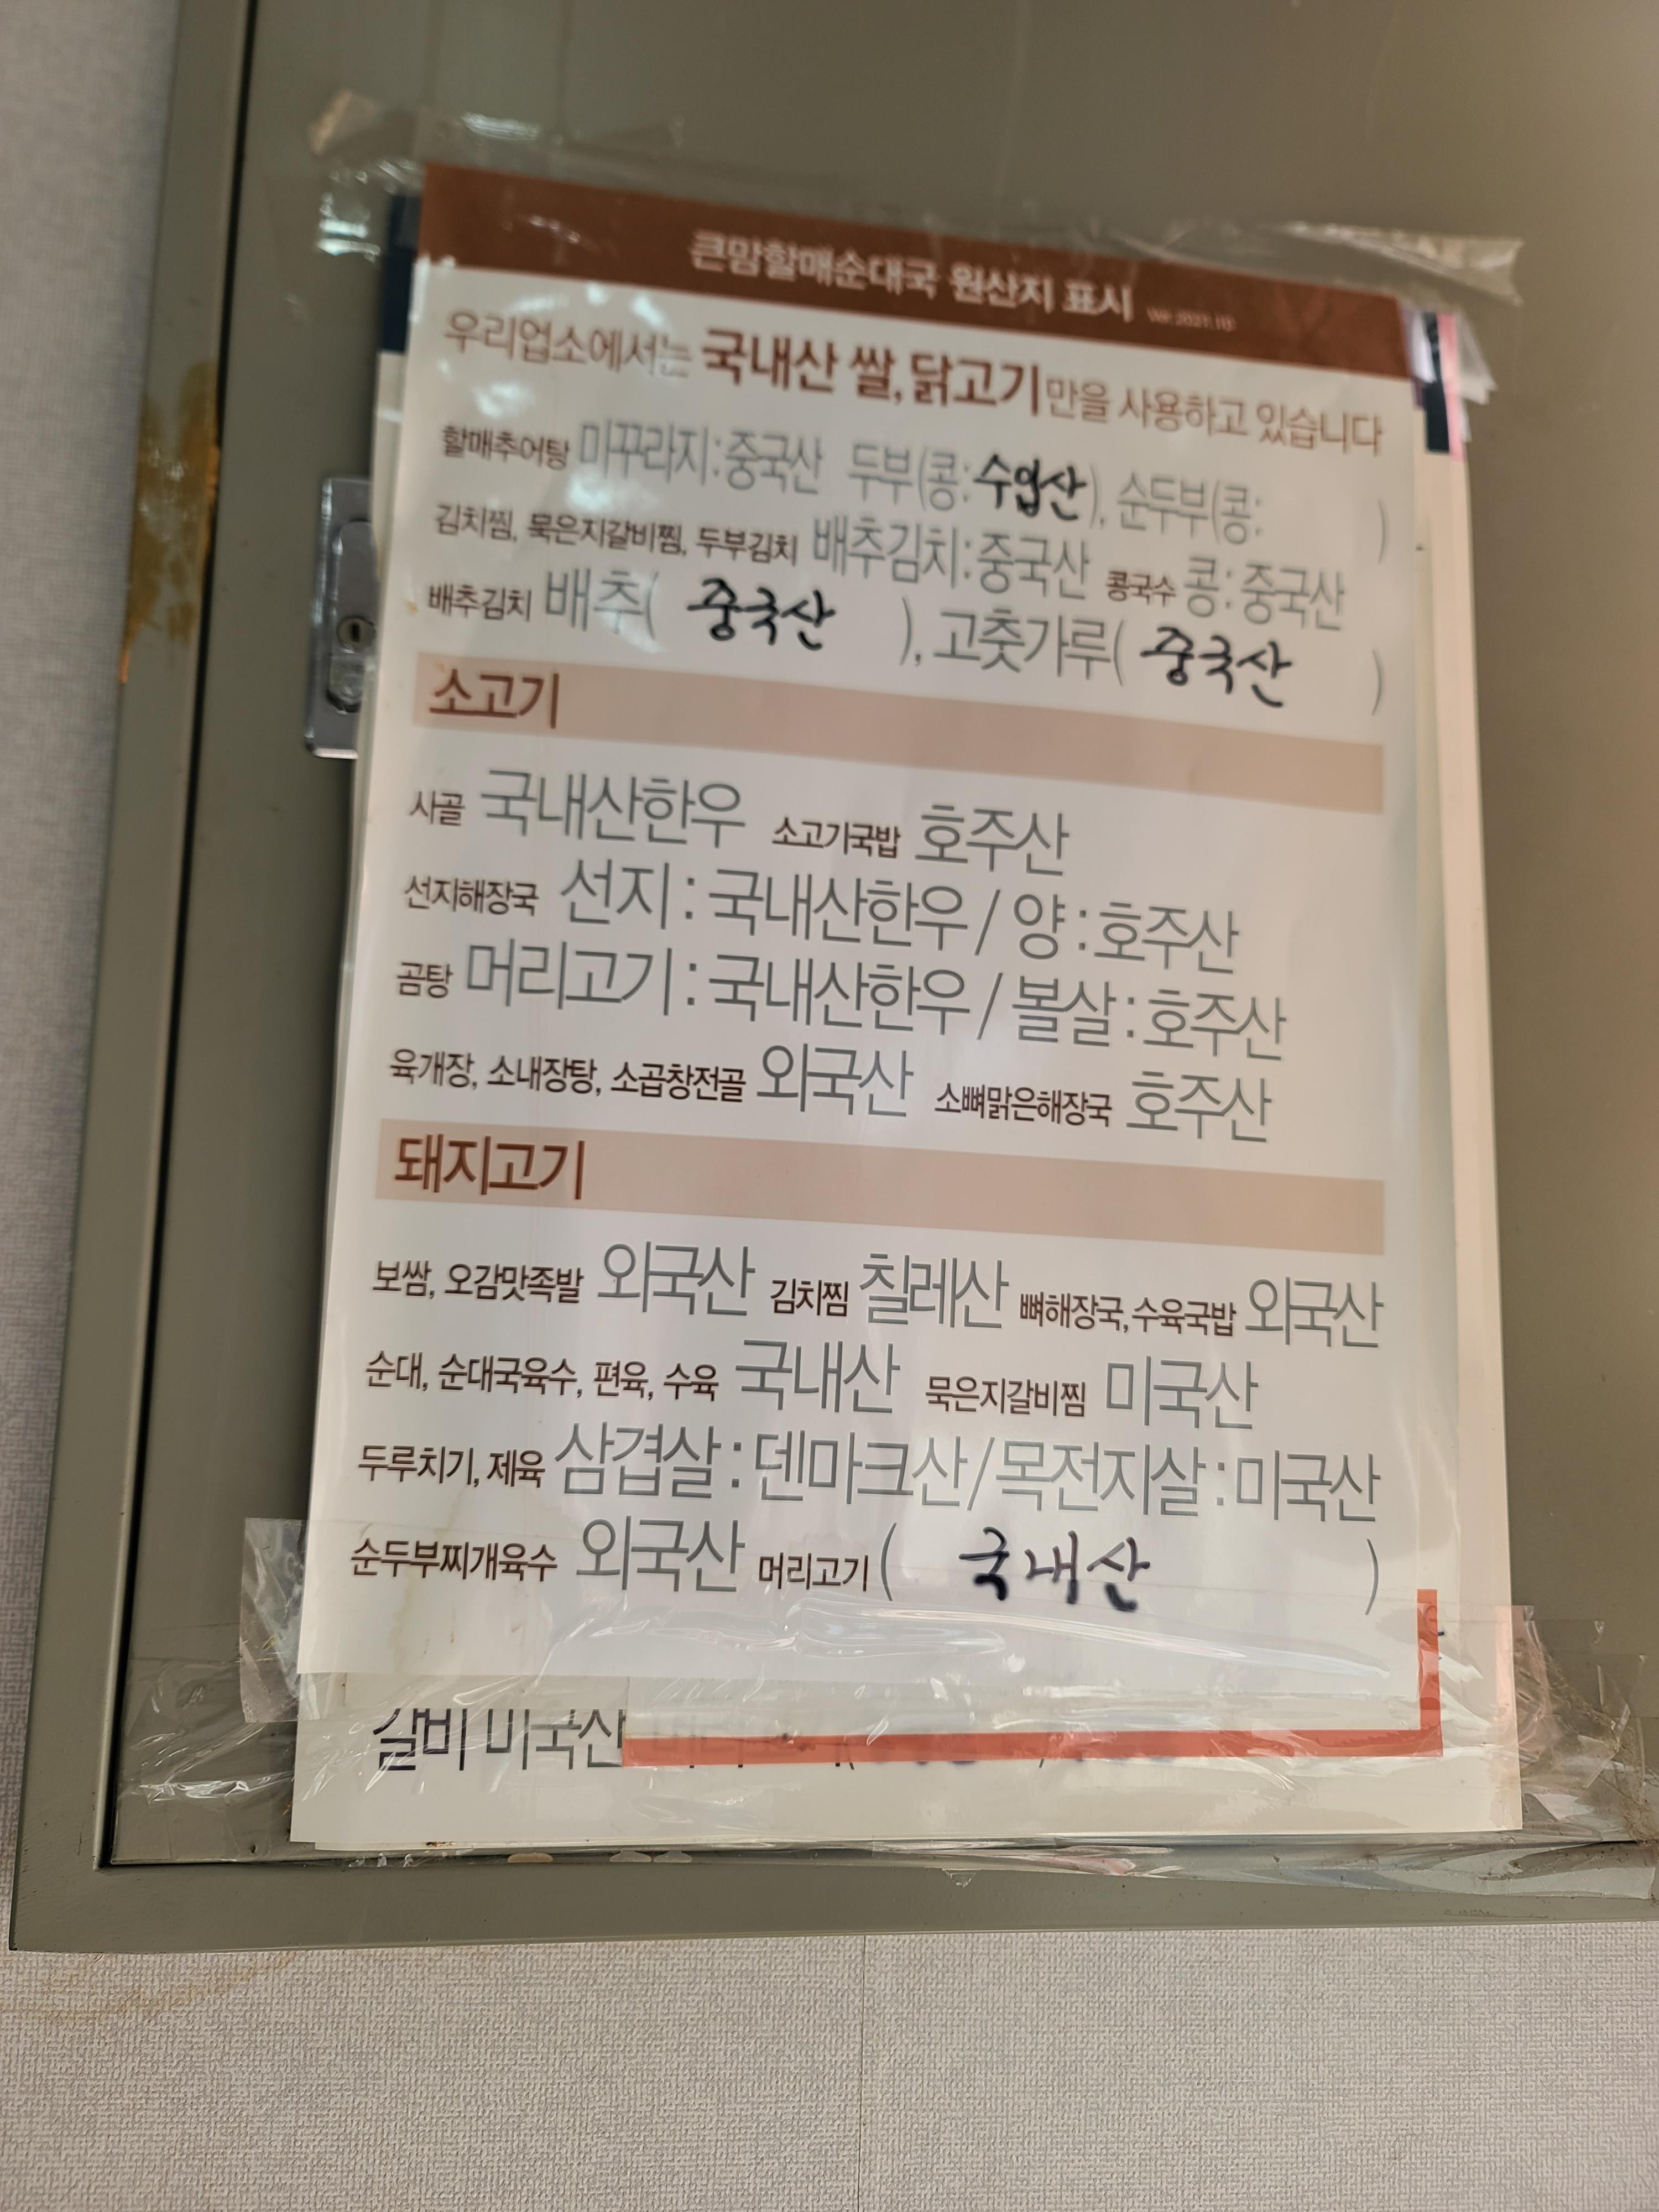 큰맘할매순대국 원산지 표시 Ver.2021.10
우리업소에서는 국내산 쌀, 닭고기만을 사용하고 있습니다
할매추어탕 미꾸라지:중국산 두부(콩:수입산), 순두부(콩: )
김치찜, 묵은지갈비찜, 두부김치 배추김치:중국산 콩국수 콩:중국산
배추김치 배추( 중국산 ), 고춧가루( 중국산 )
소고기
사골 국내산한우 소고기국밥 호주산
선지해장국 선지 : 국내산한우 / 양 : 호주산
곰탕 머리고기 : 국내산한우 / 볼살 : 호주산
육개장, 소내장탕, 소곱창전골 외국산 소뼈맑은해장국 호주산
돼지고기
보쌈, 오감맛족발 외국산 김치찜 칠레산 뼈해장국,수육국밥 외국산
순대, 순대국육수, 편육, 수육 국내산 묵은지갈비찜 미국산
두루치기, 제육 삼겹살 : 덴마크산/목전지살 : 미국산
순두부찌개육수 외국산 머리고기 ( 국내산 )
갈비 미국산